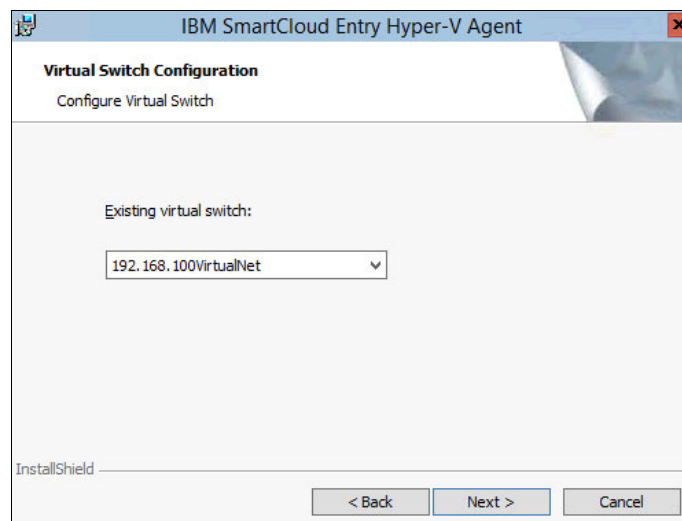 IBM SmartCloud Entry Hyper-V Agent
Virtual Switch Configuration
Configure Virtual Switch
Existing virtual switch:
192.168.100VirtualNet
InstallShield
< Back Next > Cancel